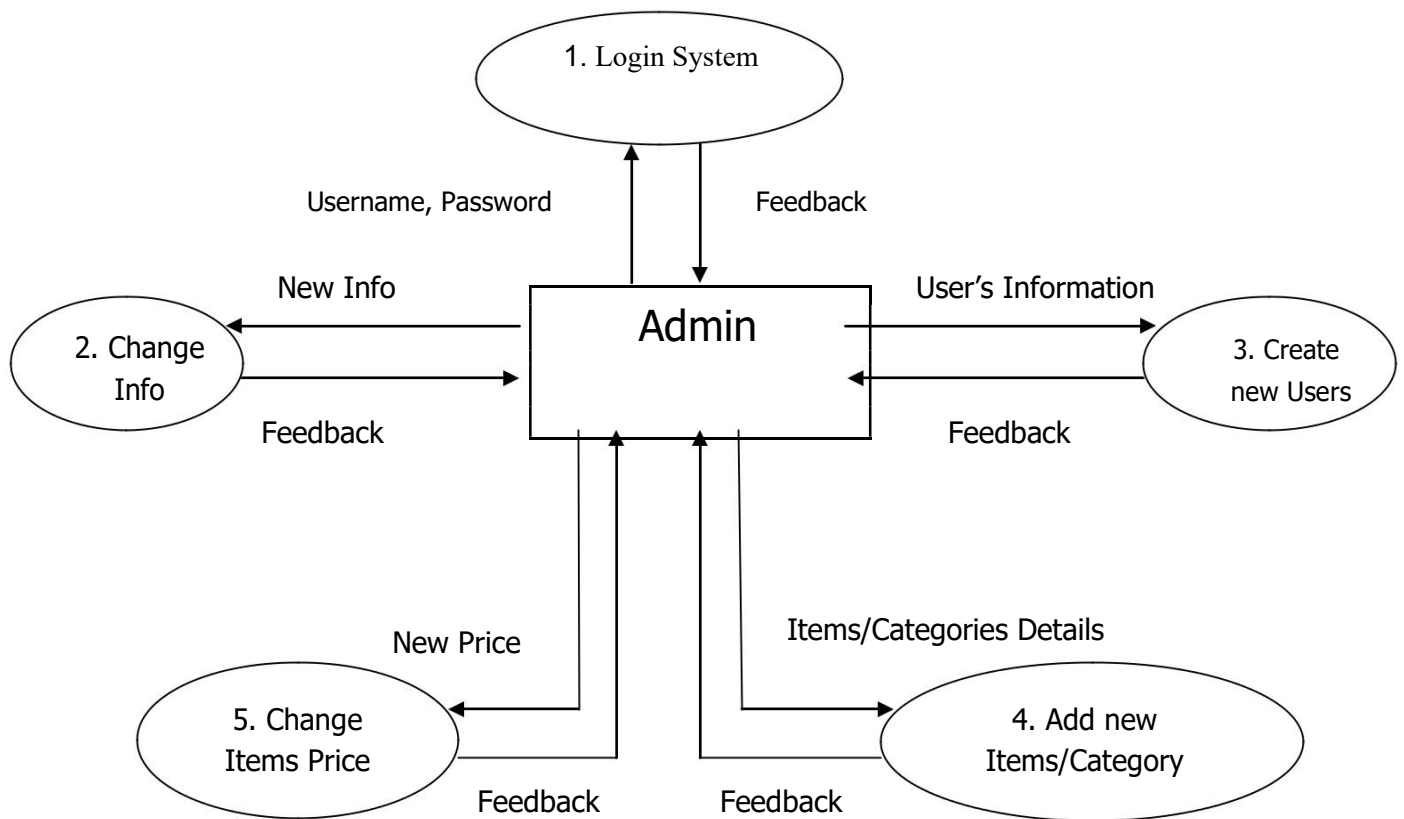 1. Login System
Username, Password
Feedback
New Info
User’s Information
Admin
2. Change
Info
3. Create
new Users
Feedback
Feedback
New Price
Items/Categories Details
5. Change
Items Price
4. Add new
Items/Category
Feedback
Feedback